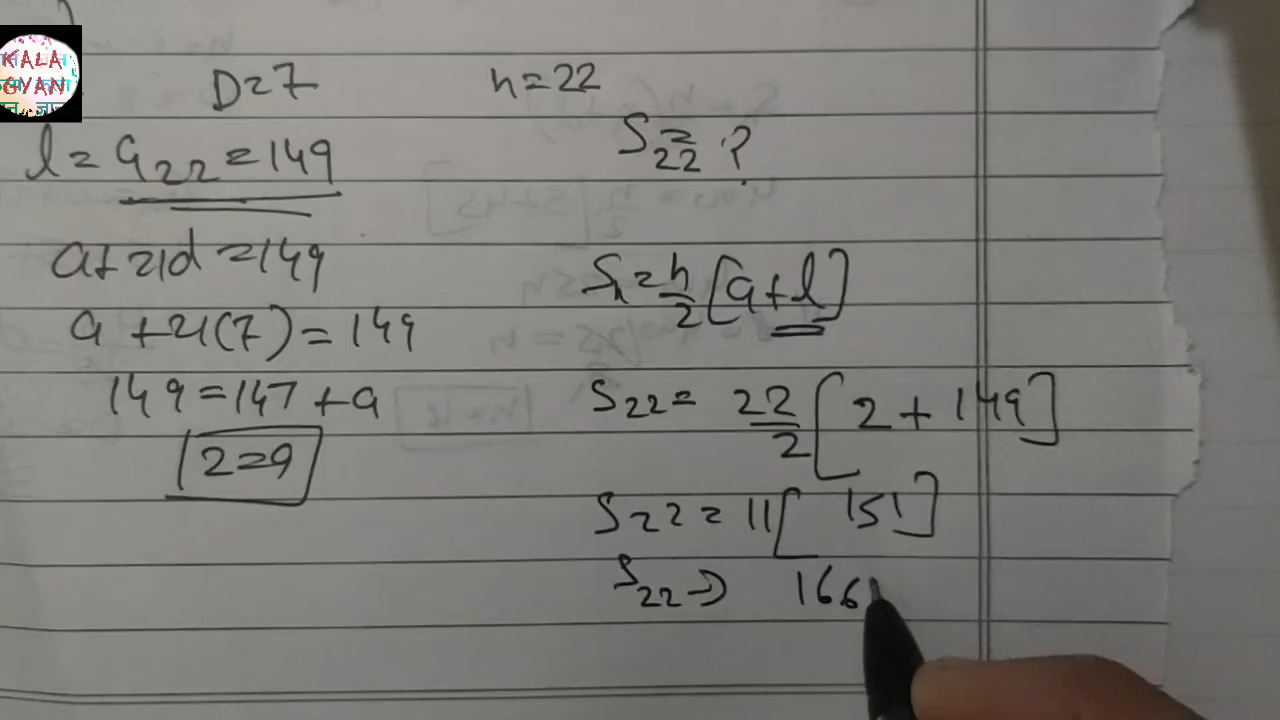 KALA
GYAN
D=7
n=22
l=a22=149
S22=?
a+21d=149
Sn=n/2[a+l]
a+21(7)=149
149=147+a
S22=22/2[2+149]
2=a
S22=11[151]
S22→166